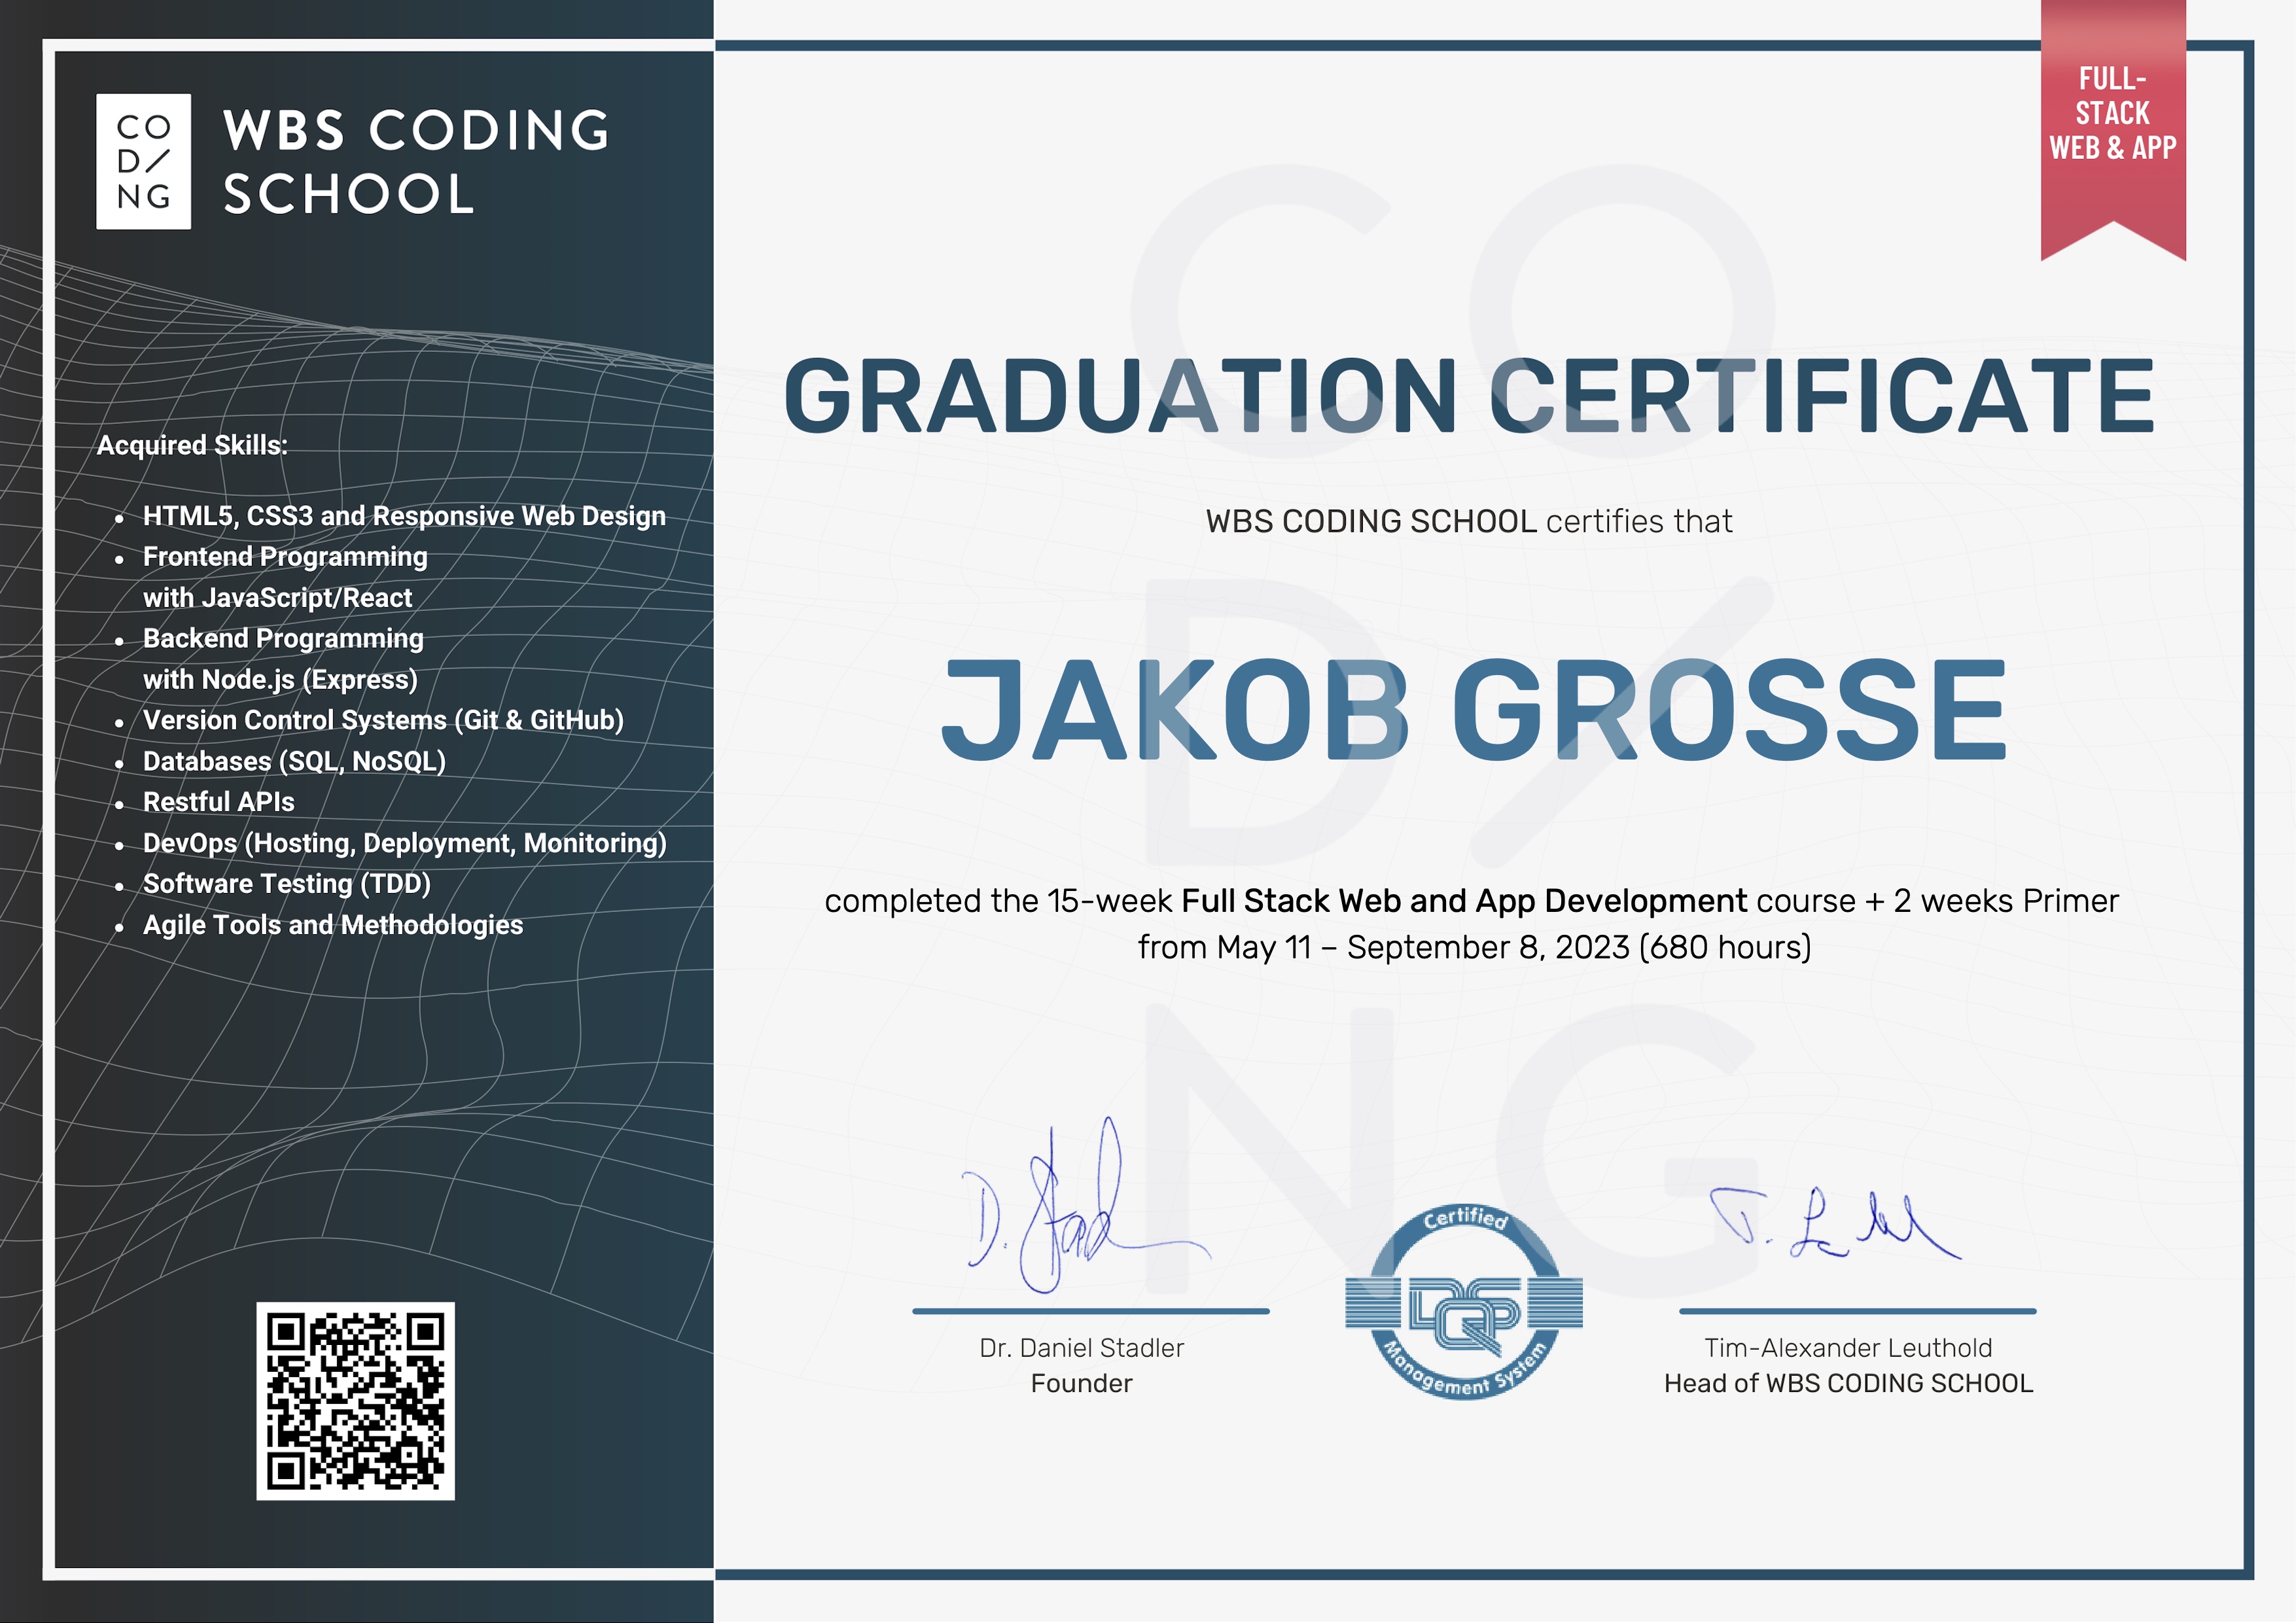 CO
D/
NG
WBS CODING
SCHOOL
Acquired Skills:
• HTML5, CSS3 and Responsive Web Design
• Frontend Programming
with JavaScript/React
• Backend Programming
with Node.js (Express)
• Version Control Systems (Git & GitHub)
• Databases (SQL, NoSQL)
• Restful APIs
• DevOps (Hosting, Deployment, Monitoring)
• Software Testing (TDD)
• Agile Tools and Methodologies
FULL-
STACK
WEB & APP
CO
D/
NG
GRADUATION CERTIFICATE
WBS CODING SCHOOL certifies that
JAKOB GROSSE
completed the 15-week Full Stack Web and App Development course + 2 weeks Primer
from May 11 – September 8, 2023 (680 hours)
D. Stadl
Dr. Daniel Stadler
Founder
Certified
DQS
Management System
Tim-Alexander Leuthold
Head of WBS CODING SCHOOL